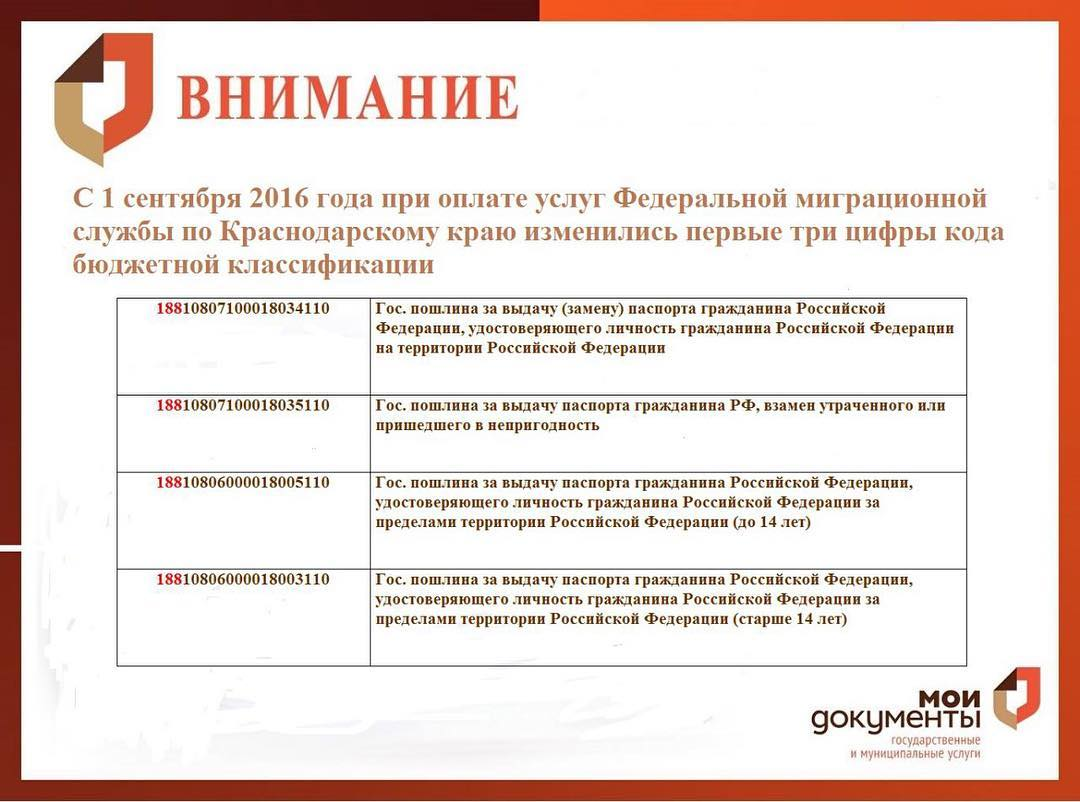 ВНИМАНИЕ
С 1 сентября 2016 года при оплате услуг Федеральной миграционной
службы по Краснодарскому краю изменились первые три цифры кода
бюджетной классификации
18810807100018034110
Гос. пошлина за выдачу (замену) паспорта гражданина Российской
Федерации, удостоверяющего личность гражданина Российской Федерации
на территории Российской Федерации
18810807100018035110
Гос. пошлина за выдачу паспорта гражданина РФ, взамен утраченного или
пришедшего в непригодность
18810806000018005110
Гос. пошлина за выдачу паспорта гражданина Российской Федерации,
удостоверяющего личность гражданина Российской Федерации за
пределами территории Российской Федерации (до 14 лет)
18810806000018003110
Гос. пошлина за выдачу паспорта гражданина Российской Федерации,
удостоверяющего личность гражданина Российской Федерации за
пределами территории Российской Федерации (старше 14 лет)
мои
документы
государственные
и муниципальные услуги